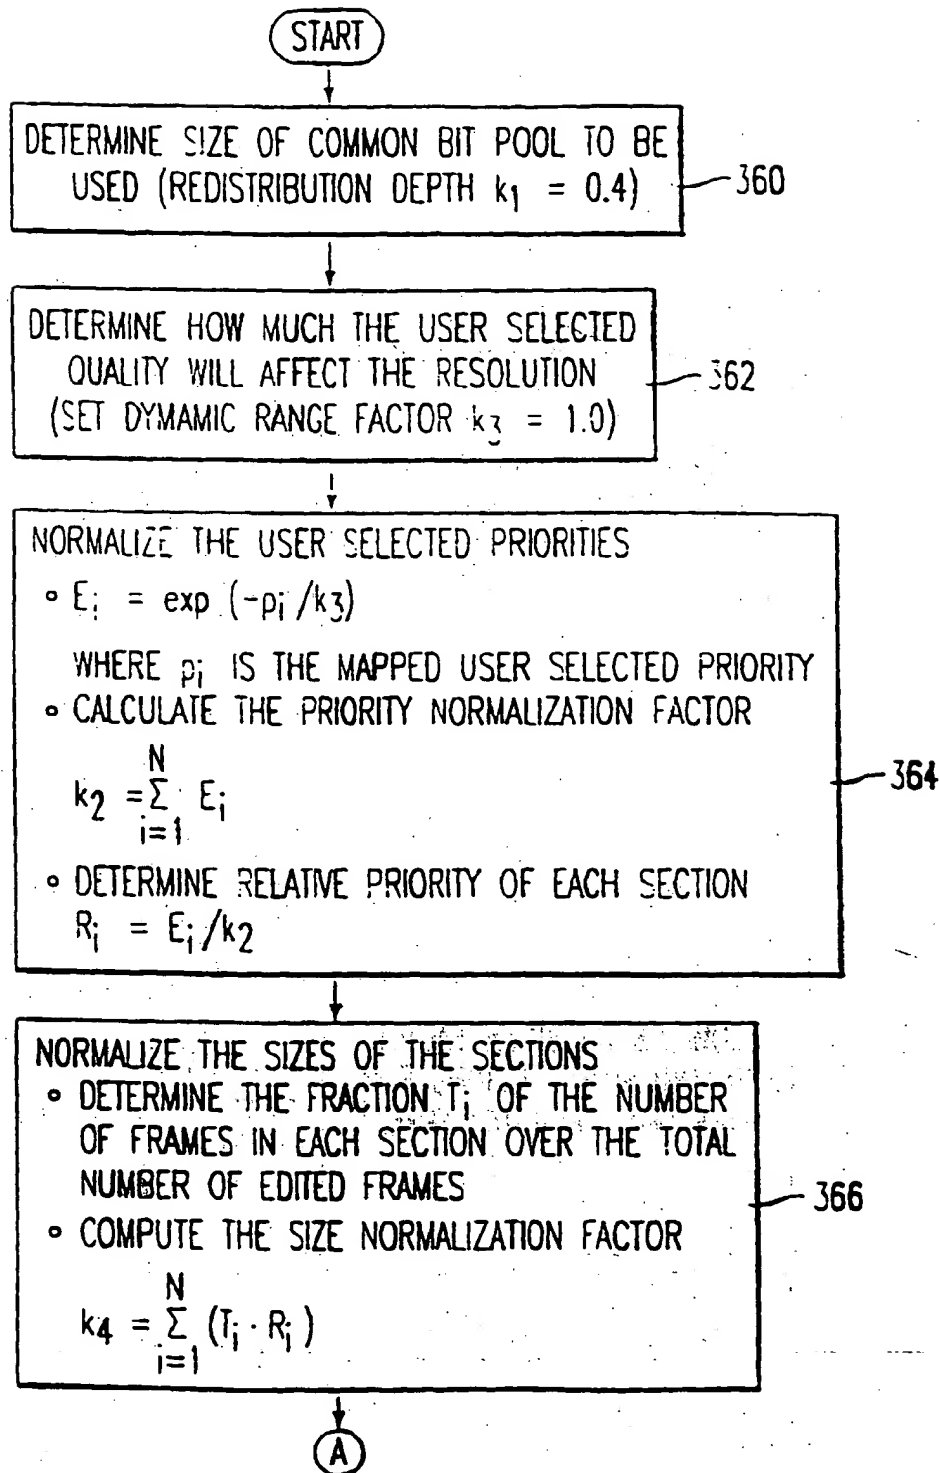 START
DETERMINE SIZE OF COMMON BIT POOL TO BE
USED (REDISTRIBUTION DEPTH k1 = 0.4)
360
DETERMINE HOW MUCH THE USER SELECTED
QUALITY WILL AFFECT THE RESOLUTION
(SET DYMAMIC RANGE FACTOR k3 = 1.0)
362
NORMALIZE THE USER SELECTED PRIORITIES
∘ Ei = exp (-pi/k3)
WHERE pi IS THE MAPPED USER SELECTED PRIORITY
∘ CALCULATE THE PRIORITY NORMALIZATION FACTOR
N
k2 = Σ Ei
i=1
364
∘ DETERMINE RELATIVE PRIORITY OF EACH SECTION
Ri = Ei/k2
NORMALIZE THE SIZES OF THE SECTIONS
∘ DETERMINE THE FRACTION Ti OF THE NUMBER
OF FRAMES IN EACH SECTION OVER THE TOTAL
NUMBER OF EDITED FRAMES
366
∘ COMPUTE THE SIZE NORMALIZATION FACTOR
N
k4 = Σ (Ti · Ri)
i=1
A